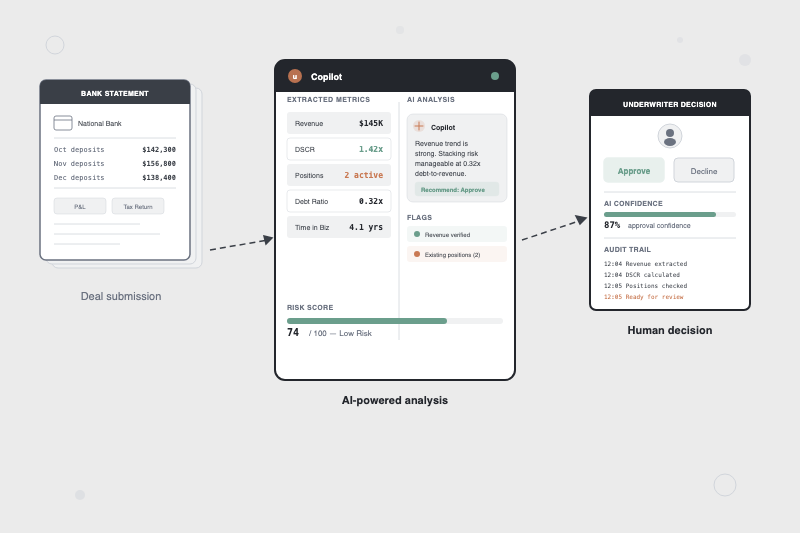 BANK STATEMENT
National Bank
Oct deposits $142,300
Nov deposits $156,800
Dec deposits $138,400
P&L Tax Return
Deal submission
u Copilot
EXTRACTED METRICS
Revenue $145K
DSCR 1.42x
Positions 2 active
Debt Ratio 0.32x
Time in Biz 4.1 yrs
AI ANALYSIS
Copilot
Revenue trend is
strong. Stacking risk
manageable at 0.32x
debt-to-revenue.
Recommend: Approve
FLAGS
Revenue verified
Existing positions (2)
RISK SCORE
74 / 100 — Low Risk
AI-powered analysis
UNDERWRITER DECISION
Approve Decline
AI CONFIDENCE
87% approval confidence
AUDIT TRAIL
12:04 Revenue extracted
12:04 DSCR calculated
12:05 Positions checked
12:05 Ready for review
Human decision